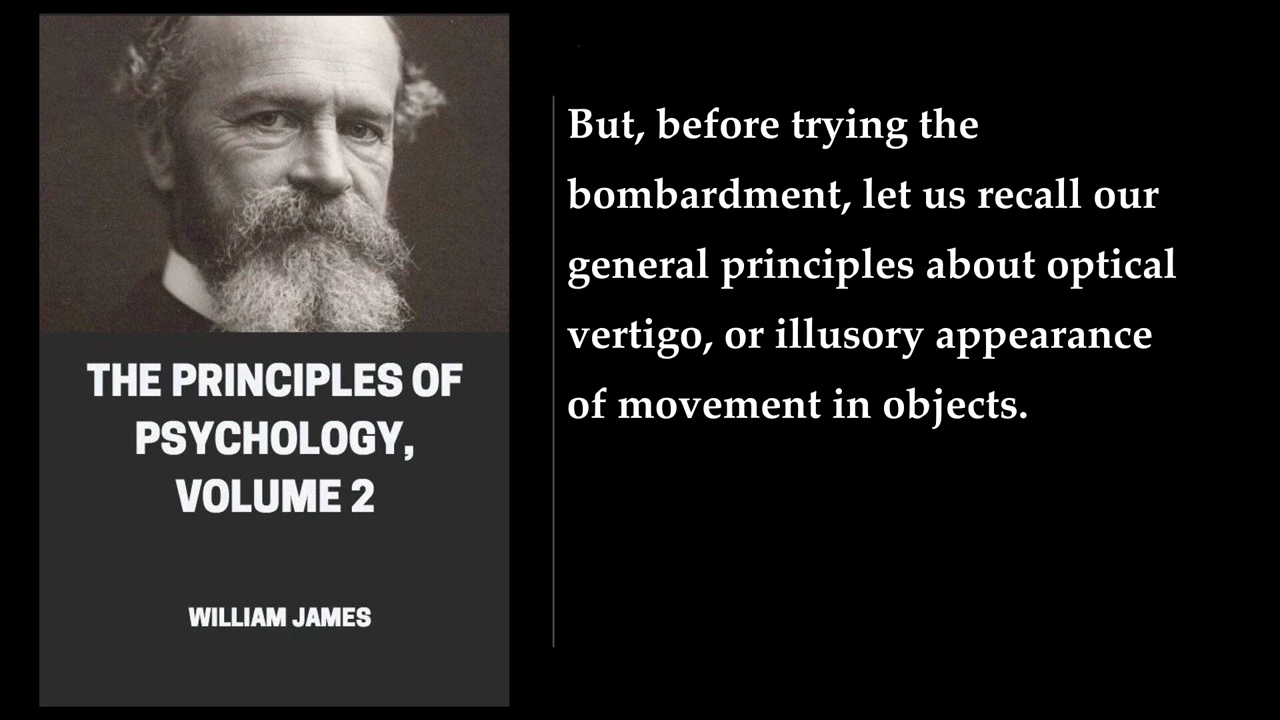 THE PRINCIPLES OF
PSYCHOLOGY,
VOLUME 2
WILLIAM JAMES
But, before trying the
bombardment, let us recall our
general principles about optical
vertigo, or illusory appearance
of movement in objects.